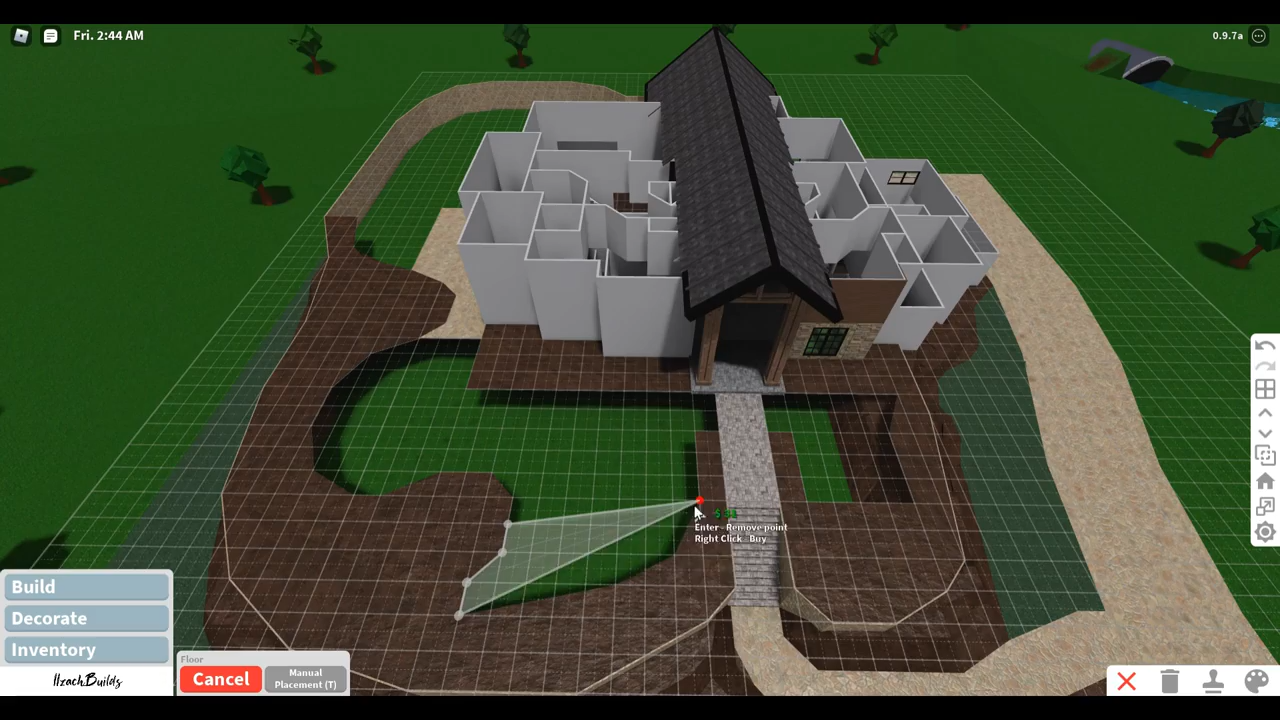 Fri. 2:44 AM
0.9.7a
Enter - Remove point
Right Click - Buy
Build
Decorate
Inventory
IIzachBuilds
Floor
Cancel
Manual
Placement (T)